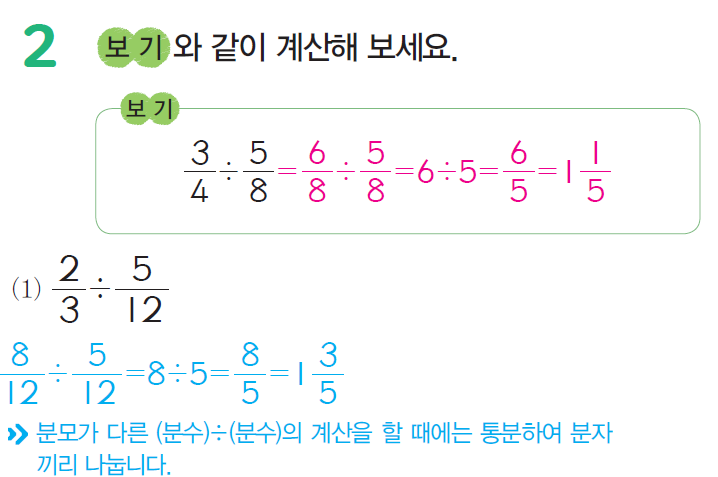 2 보기와 같이 계산해 보세요.
보기
3/4 ÷ 5/8 = 6/8 ÷ 5/8 = 6÷5 = 6/5 = 1 1/5
(1) 2/3 ÷ 5/12
8/12 ÷ 5/12 = 8÷5 = 8/5 = 1 3/5
» 분모가 다른 (분수)÷(분수)의 계산을 할 때에는 통분하여 분자
끼리 나눕니다.